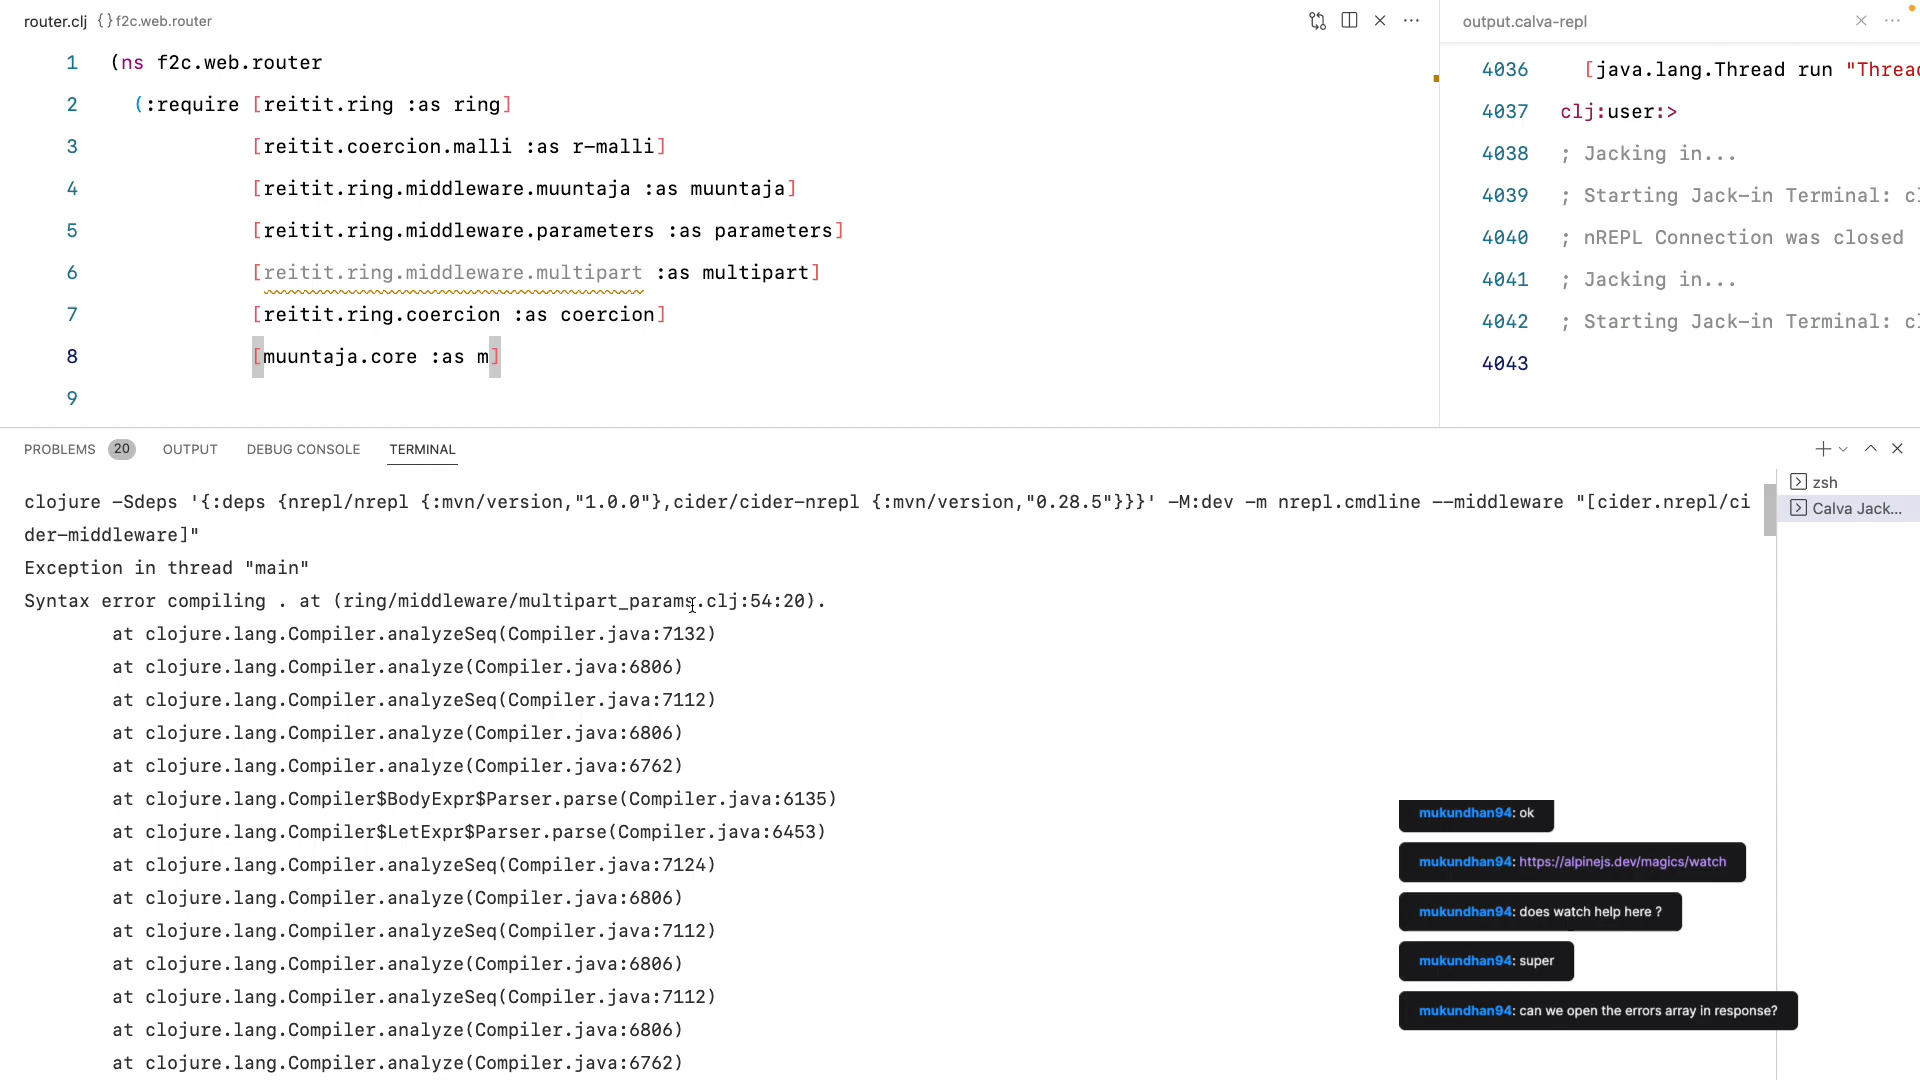 router.clj {} f2c.web.router
1 (ns f2c.web.router
2 (:require [reitit.ring :as ring]
3 [reitit.coercion.malli :as r-malli]
4 [reitit.ring.middleware.muuntaja :as muuntaja]
5 [reitit.ring.middleware.parameters :as parameters]
6 [reitit.ring.middleware.multipart :as multipart]
7 [reitit.ring.coercion :as coercion]
8 [muuntaja.core :as m]
9
output.calva-repl
4036 [java.lang.Thread run "Threa
4037 clj:user:>
4038 ; Jacking in...
4039 ; Starting Jack-in Terminal: cl
4040 ; nREPL Connection was closed
4041 ; Jacking in...
4042 ; Starting Jack-in Terminal: cl
4043
PROBLEMS 20 OUTPUT DEBUG CONSOLE TERMINAL
clojure -Sdeps '{:deps {nrepl/nrepl {:mvn/version,"1.0.0"},cider/cider-nrepl {:mvn/version,"0.28.5"}}}' -M:dev -m nrepl.cmdline --middleware "[cider.nrepl/ci
der-middleware]"
Exception in thread "main"
Syntax error compiling . at (ring/middleware/multipart_params.clj:54:20).
at clojure.lang.Compiler.analyzeSeq(Compiler.java:7132)
at clojure.lang.Compiler.analyze(Compiler.java:6806)
at clojure.lang.Compiler.analyzeSeq(Compiler.java:7112)
at clojure.lang.Compiler.analyze(Compiler.java:6806)
at clojure.lang.Compiler.analyze(Compiler.java:6762)
at clojure.lang.Compiler$BodyExpr$Parser.parse(Compiler.java:6135)
at clojure.lang.Compiler$LetExpr$Parser.parse(Compiler.java:6453)
at clojure.lang.Compiler.analyzeSeq(Compiler.java:7124)
at clojure.lang.Compiler.analyze(Compiler.java:6806)
at clojure.lang.Compiler.analyzeSeq(Compiler.java:7112)
at clojure.lang.Compiler.analyze(Compiler.java:6806)
at clojure.lang.Compiler.analyzeSeq(Compiler.java:7112)
at clojure.lang.Compiler.analyze(Compiler.java:6806)
at clojure.lang.Compiler.analyze(Compiler.java:6762)
zsh
Calva Jack...
mukundhan94: ok
mukundhan94: https://alpinejs.dev/magics/watch
mukundhan94: does watch help here ?
mukundhan94: super
mukundhan94: can we open the errors array in response?